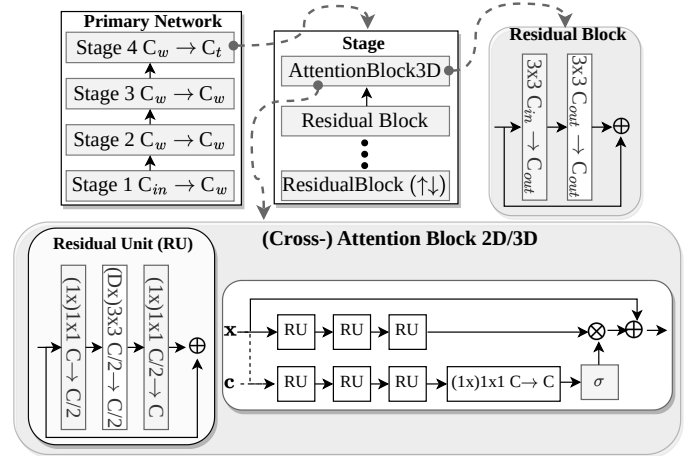 Primary Network
Stage 4 C_w → C_t
Stage 3 C_w → C_w
Stage 2 C_w → C_w
Stage 1 C_in → C_w
Stage
AttentionBlock3D
Residual Block
ResidualBlock (↑↓)
Residual Block
3x3 C_in → C_out
3x3 C_out → C_out
(Cross-) Attention Block 2D/3D
Residual Unit (RU)
(1x)1x1 C→ C/2
(Dx)3x3 C/2→ C/2
(1x)1x1 C/2→ C
x RU RU RU
c RU RU RU (1x)1x1 C→ C σ